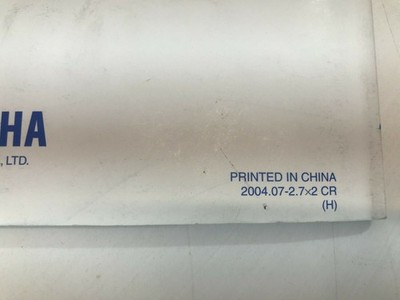 HA
, LTD.
PRINTED IN CHINA
2004.07-2.7×2 CR
(H)